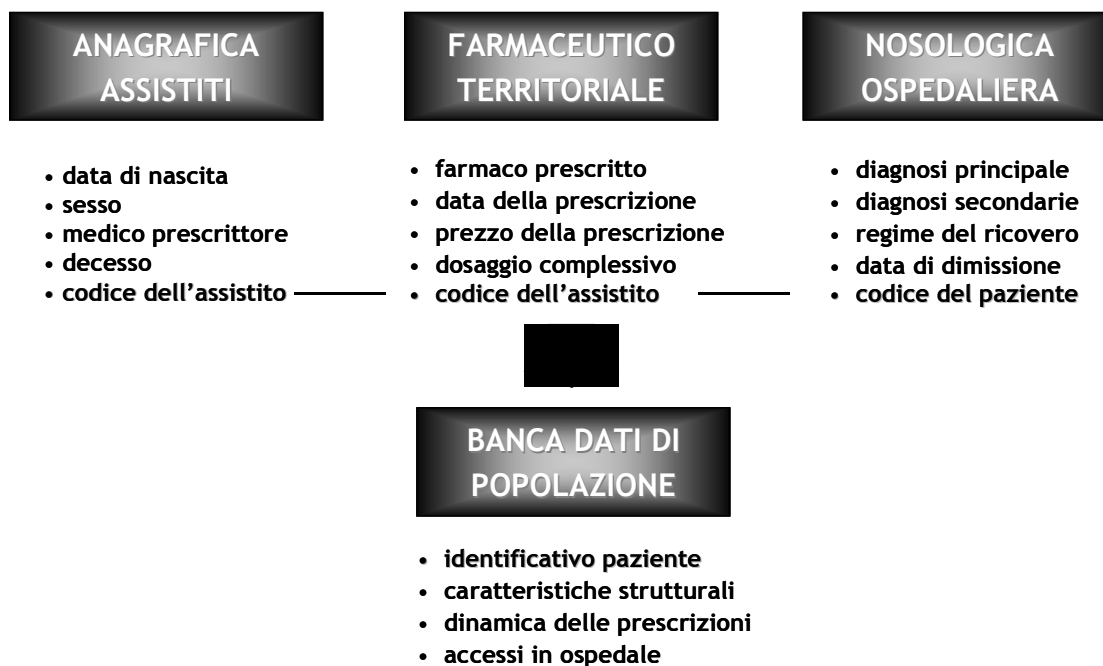 ANAGRAFICA
ASSISTITI
• data di nascita
• sesso
• medico prescrittore
• decesso
• codice dell'assistito
FARMACEUTICO
TERRITORIALE
• farmaco prescritto
• data della prescrizione
• prezzo della prescrizione
• dosaggio complessivo
• codice dell'assistito
NOSOLOGICA
OSPEDALIERA
• diagnosi principale
• diagnosi secondarie
• regime del ricovero
• data di dimissione
• codice del paziente
BANCA DATI DI
POPOLAZIONE
• identificativo paziente
• caratteristiche strutturali
• dinamica delle prescrizioni
• accessi in ospedale